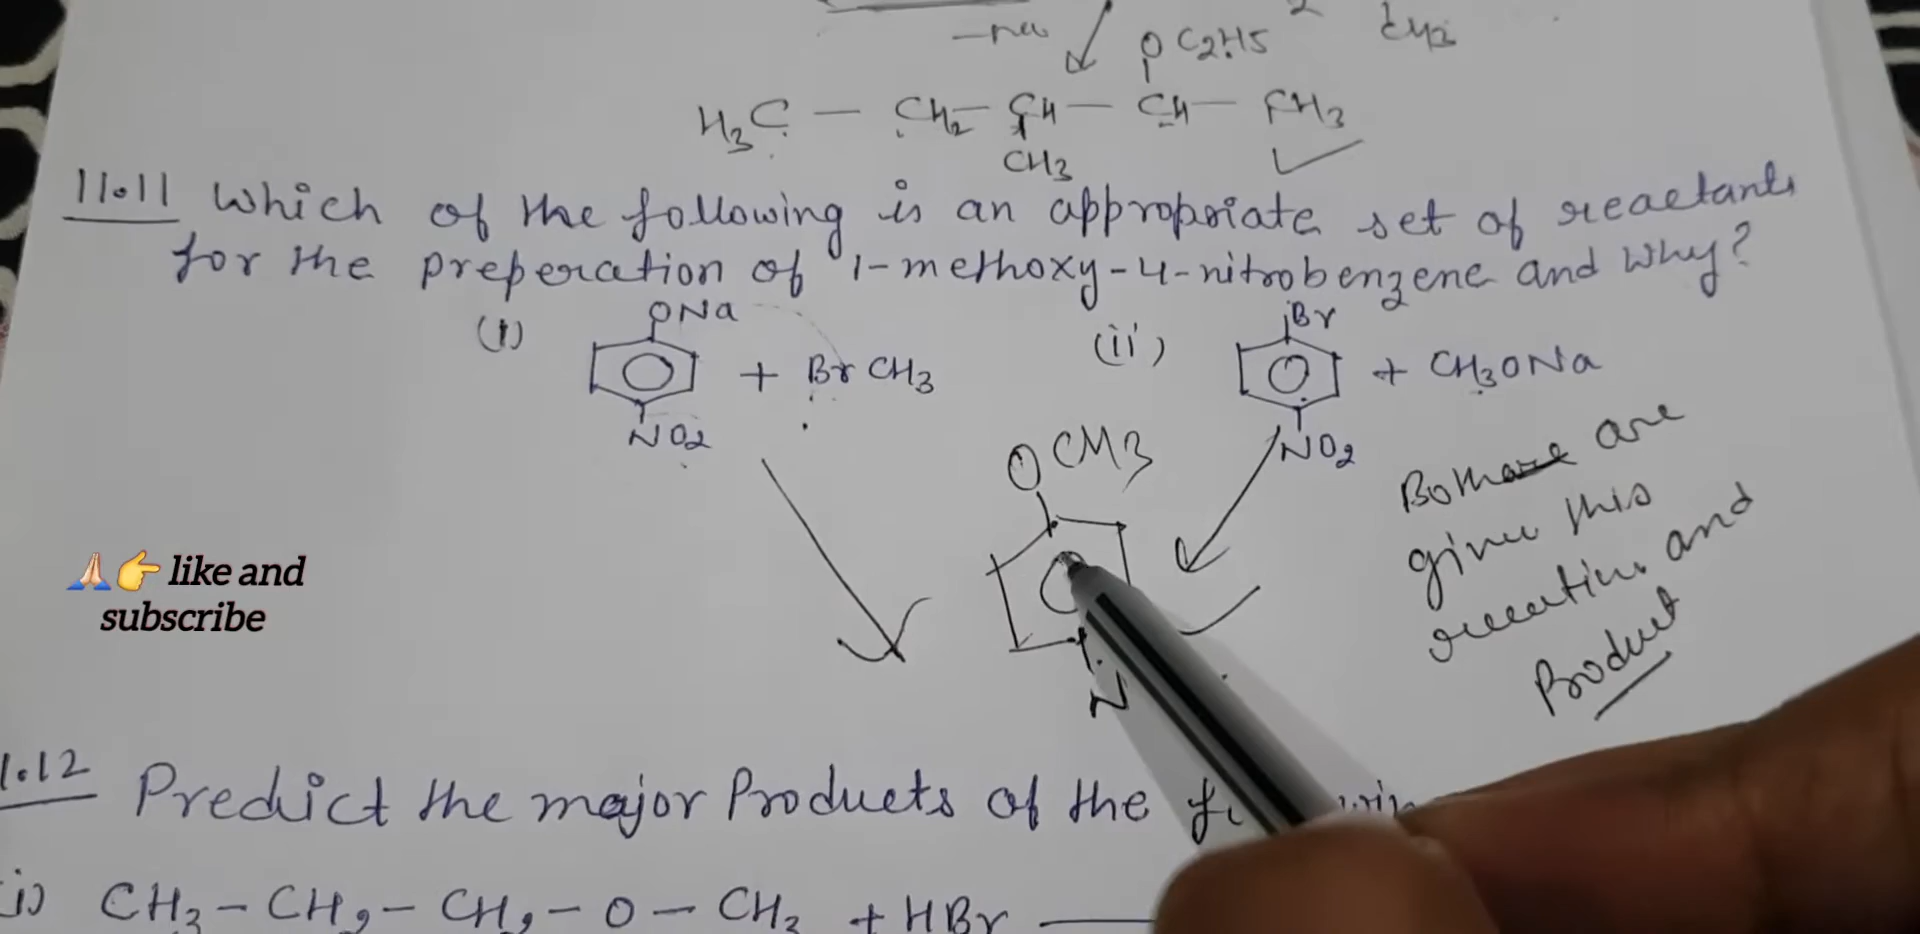 OC2H5
H3C — CH2 — CH — CH — CH3
CH3
11.11 Which of the following is an appropriate set of reactants
for the preperation of 1-methoxy-4-nitrobenzene and why?
(i) ONa + BrCH3 NO2
(ii) Br + CH3ONa NO2
OCH3
N
Both are
given this
and
Product
🙏👉 like and
subscribe
1.12 Predict the major Products of the
i) CH3-CH2-CH2-O-CH3 + HBr